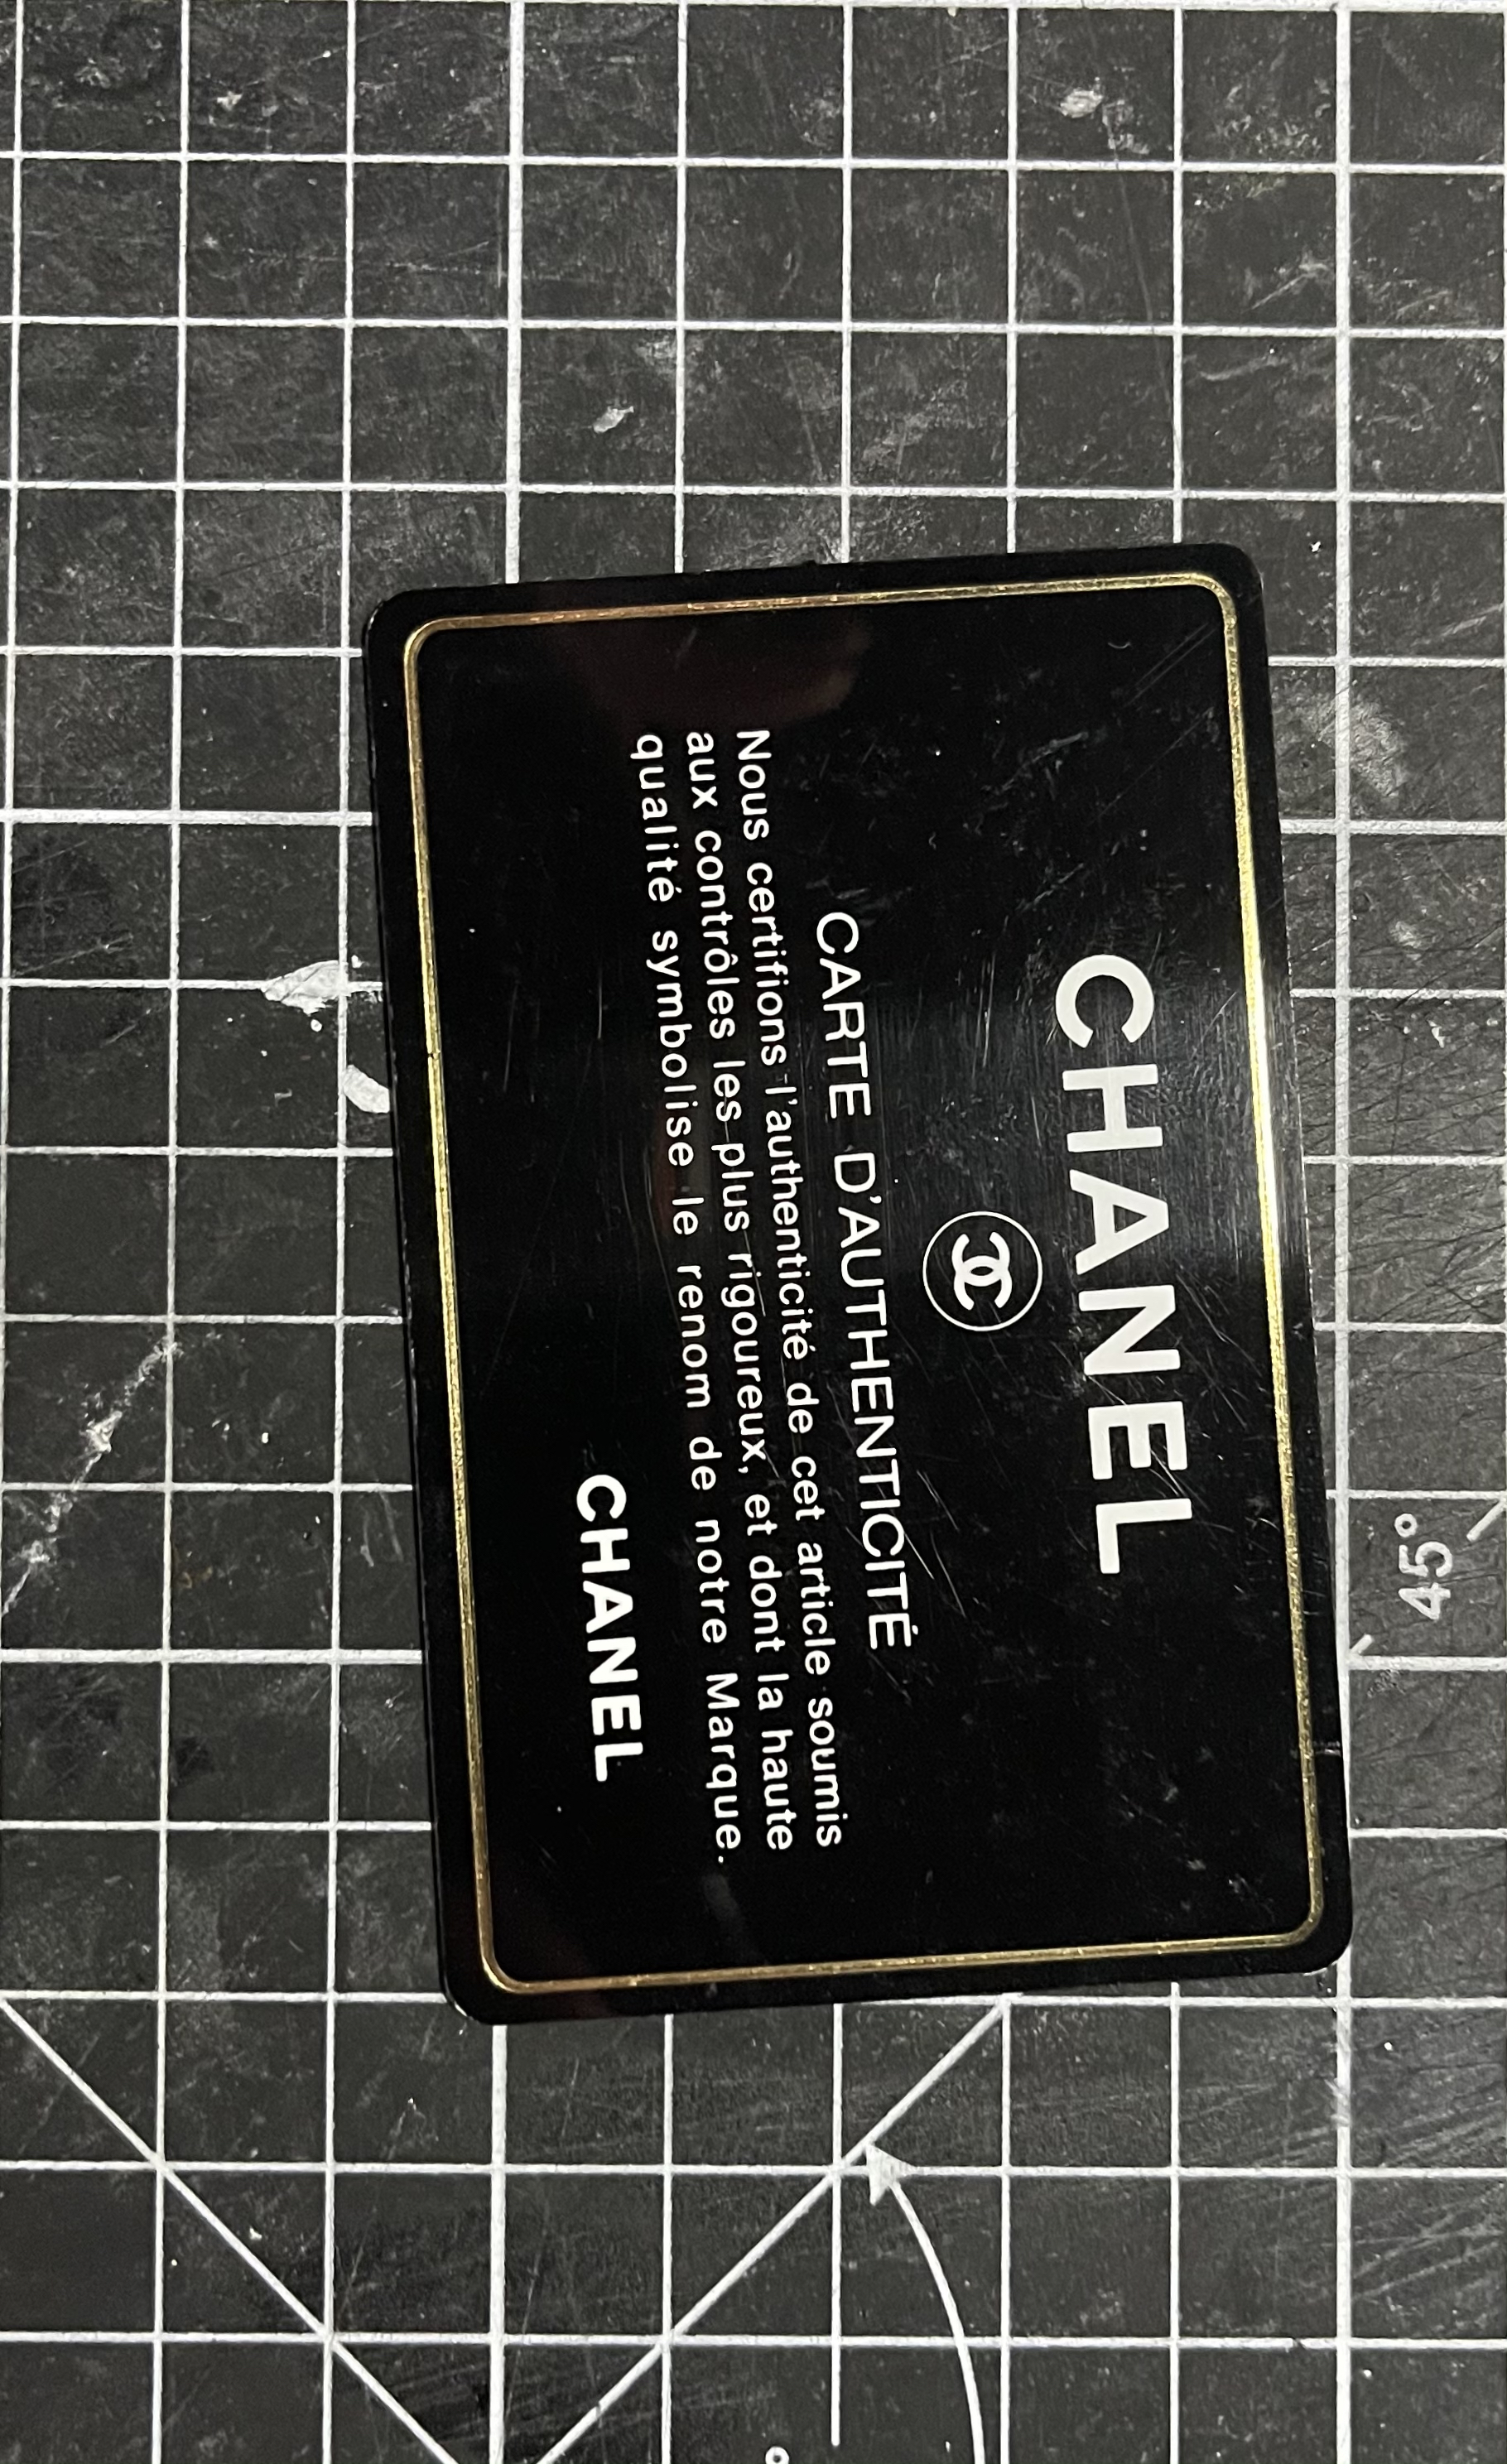 CHANEL
CARTE D'AUTHENTICITÉ
Nous certifions l'authenticité de cet article soumis
aux contrôles les plus rigoureux, et dont la haute
qualité symbolise le renom de notre Marque.
CHANEL
45°